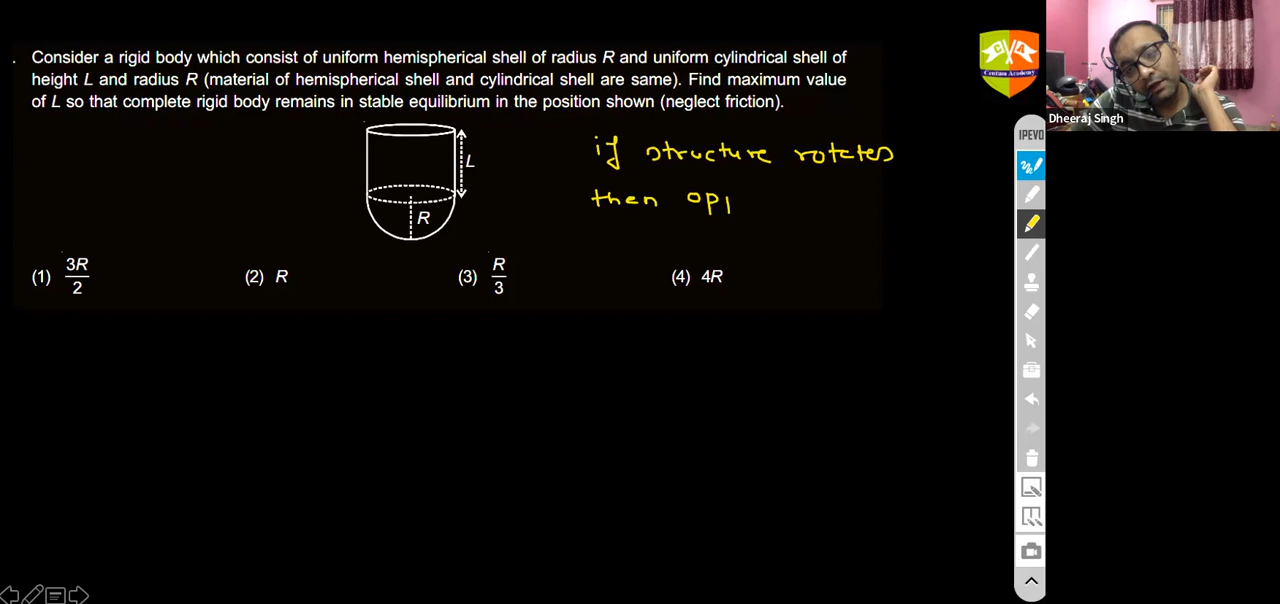 . Consider a rigid body which consist of uniform hemispherical shell of radius R and uniform cylindrical shell of
height L and radius R (material of hemispherical shell and cylindrical shell are same). Find maximum value
of L so that complete rigid body remains in stable equilibrium in the position shown (neglect friction).
L
R
if structure rotates
then op
(1) 3R/2 (2) R (3) R/3 (4) 4R
Centum Academy
Dheeraj Singh
IPEVO